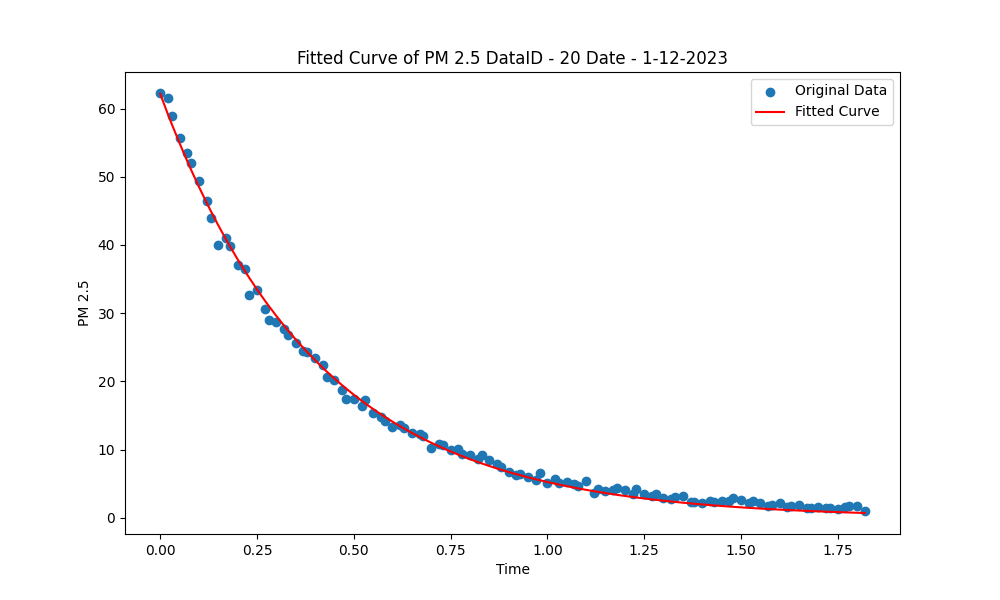 Fitted Curve of PM 2.5 DataID - 20 Date - 1-12-2023
Original Data
Fitted Curve
60
50
40
30
20
10
0
PM 2.5
0.00 0.25 0.50 0.75 1.00 1.25 1.50 1.75
Time